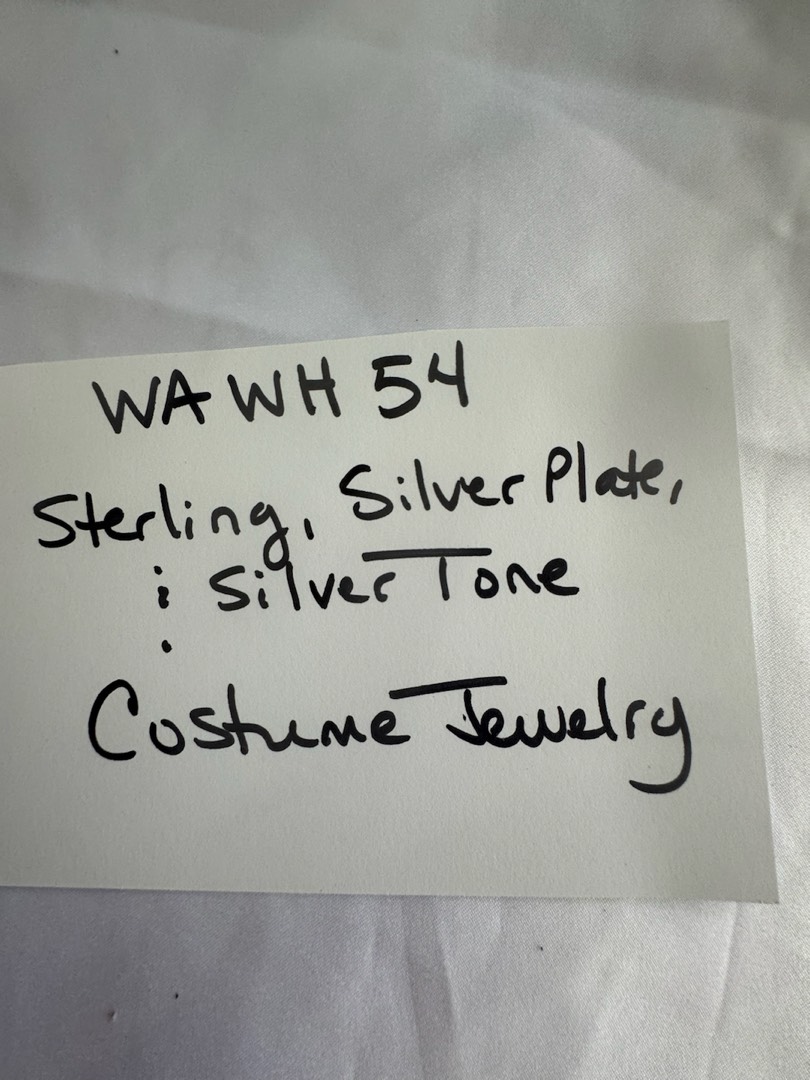 WA WH 54
Sterling, Silver Plate,
; Silver Tone
Costume Jewelry